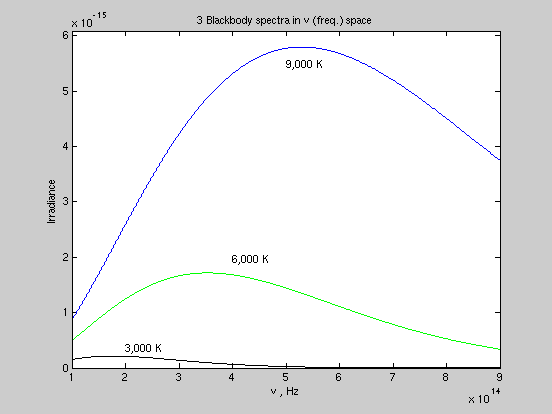 x 10^-15
3 Blackbody spectra in ν (freq.) space
6
5
4
3
2
1
0
Irradiance
9,000 K
6,000 K
3,000 K
1 2 3 4 5 6 7 8 9
ν , Hz
x 10^14